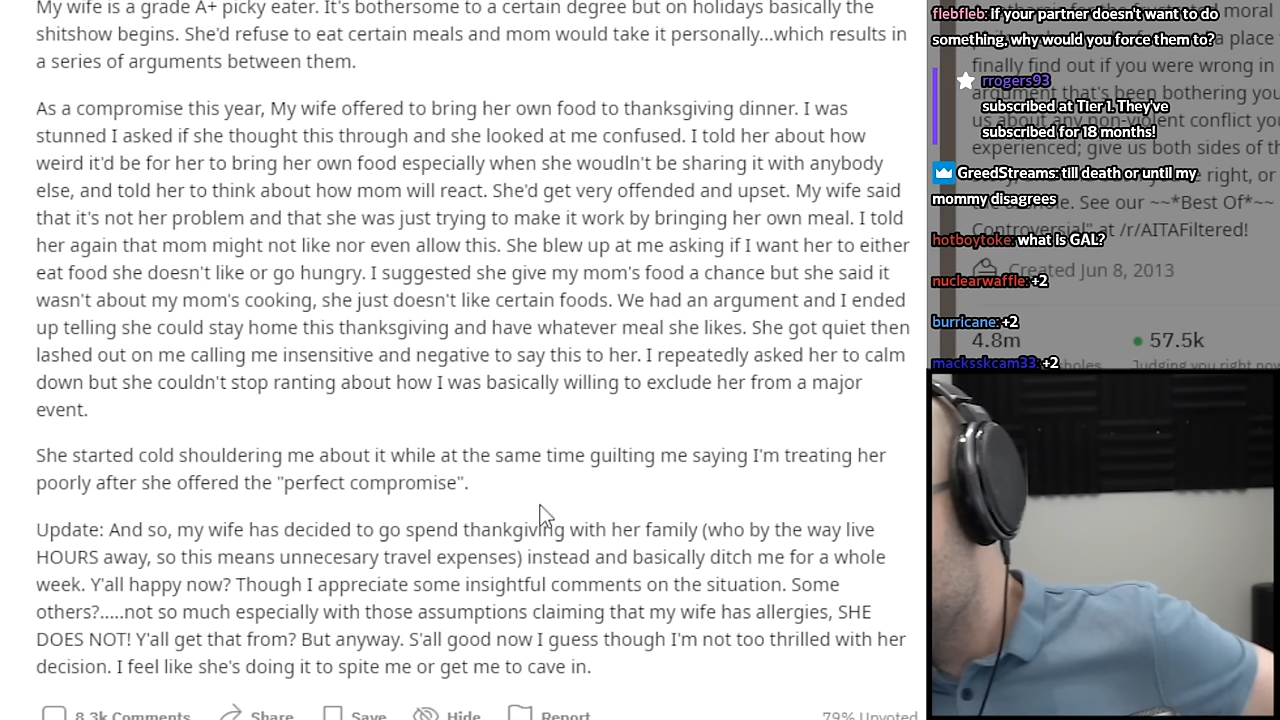 My wife is a grade A+ picky eater. It's bothersome to a certain degree but on holidays basically the
shitshow begins. She'd refuse to eat certain meals and mom would take it personally...which results in
a series of arguments between them.
As a compromise this year, My wife offered to bring her own food to thanksgiving dinner. I was
stunned I asked if she thought this through and she looked at me confused. I told her about how
weird it'd be for her to bring her own food especially when she woudln't be sharing it with anybody
else, and told her to think about how mom will react. She'd get very offended and upset. My wife said
that it's not her problem and that she was just trying to make it work by bringing her own meal. I told
her again that mom might not like nor even allow this. She blew up at me asking if I want her to either
eat food she doesn't like or go hungry. I suggested she give my mom's food a chance but she said it
wasn't about my mom's cooking, she just doesn't like certain foods. We had an argument and I ended
up telling she could stay home this thanksgiving and have whatever meal she likes. She got quiet then
lashed out on me calling me insensitive and negative to say this to her. I repeatedly asked her to calm
down but she couldn't stop ranting about how I was basically willing to exclude her from a major
event.
She started cold shouldering me about it while at the same time guilting me saying I'm treating her
poorly after she offered the "perfect compromise".
Update: And so, my wife has decided to go spend thankgiving with her family (who by the way live
HOURS away, so this means unnecesary travel expenses) instead and basically ditch me for a whole
week. Y'all happy now? Though I appreciate some insightful comments on the situation. Some
others?.....not so much especially with those assumptions claiming that my wife has allergies, SHE
DOES NOT! Y'all get that from? But anyway. S'all good now I guess though I'm not too thrilled with her
decision. I feel like she's doing it to spite me or get me to cave in.
8.3k Comments Share Save Hide Report 79% Upvoted
flebfleb: If your partner doesn't want to do
something, why would you force them to?
rrogers93
subscribed at Tier 1. They've
subscribed for 18 months!
GreedStreams: till death or until my
mommy disagrees
hotboytoke: what is GAL?
nuclearwaffle: +2
burricane: +2
macksskcam33: +2
moral
a place
finally find out if you were wrong in
argument that's been bothering you
us about any non-violent conflict you
experienced; give us both sides of th
right, or
See our ~~*Best Of*~~
Controversial" at /r/AITAFiltered!
Created Jun 8, 2013
4.8m 57.5k
Judging you right now